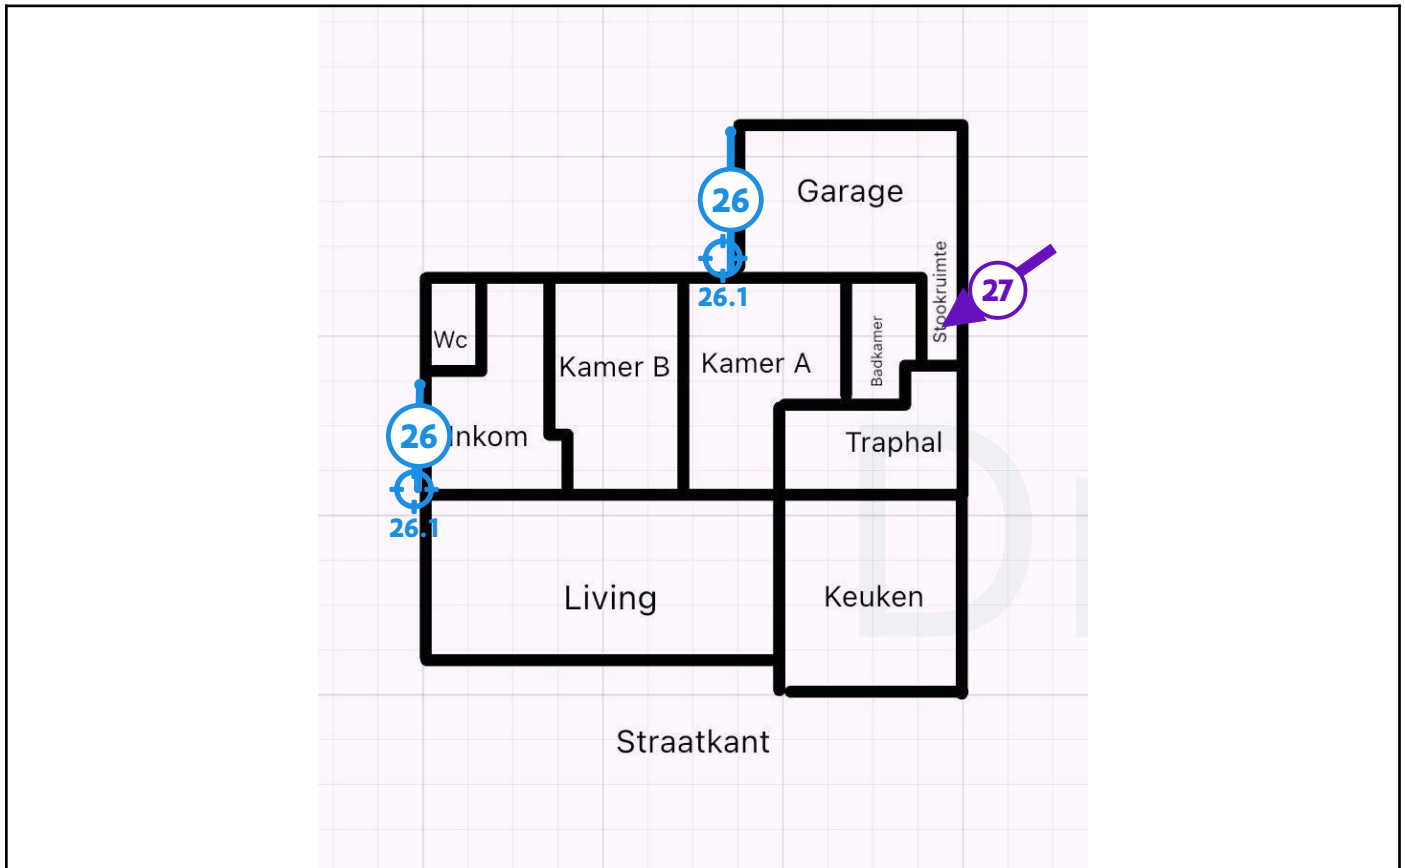 26
Garage
26.1
Stookruimte
27
Wc
Kamer B
Kamer A
Badkamer
26
Inkom
Traphal
26.1
Living
Keuken
Straatkant